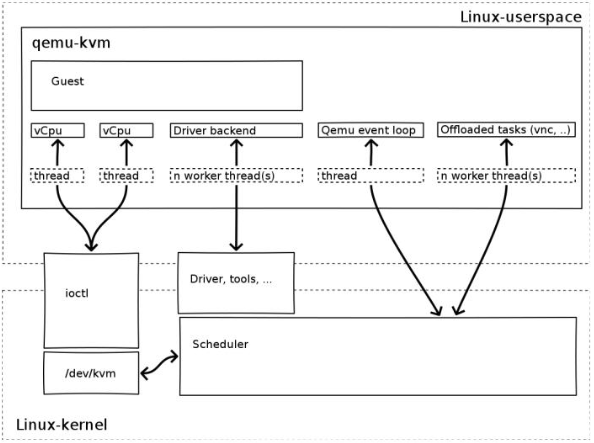 Linux-userspace
qemu-kvm
Guest
vCpu
vCpu
Driver backend
Qemu event loop
Offloaded tasks (vnc, ..)
thread
thread
n worker thread(s)
thread
n worker thread(s)
ioctl
Driver, tools, ...
Scheduler
/dev/kvm
Linux-kernel